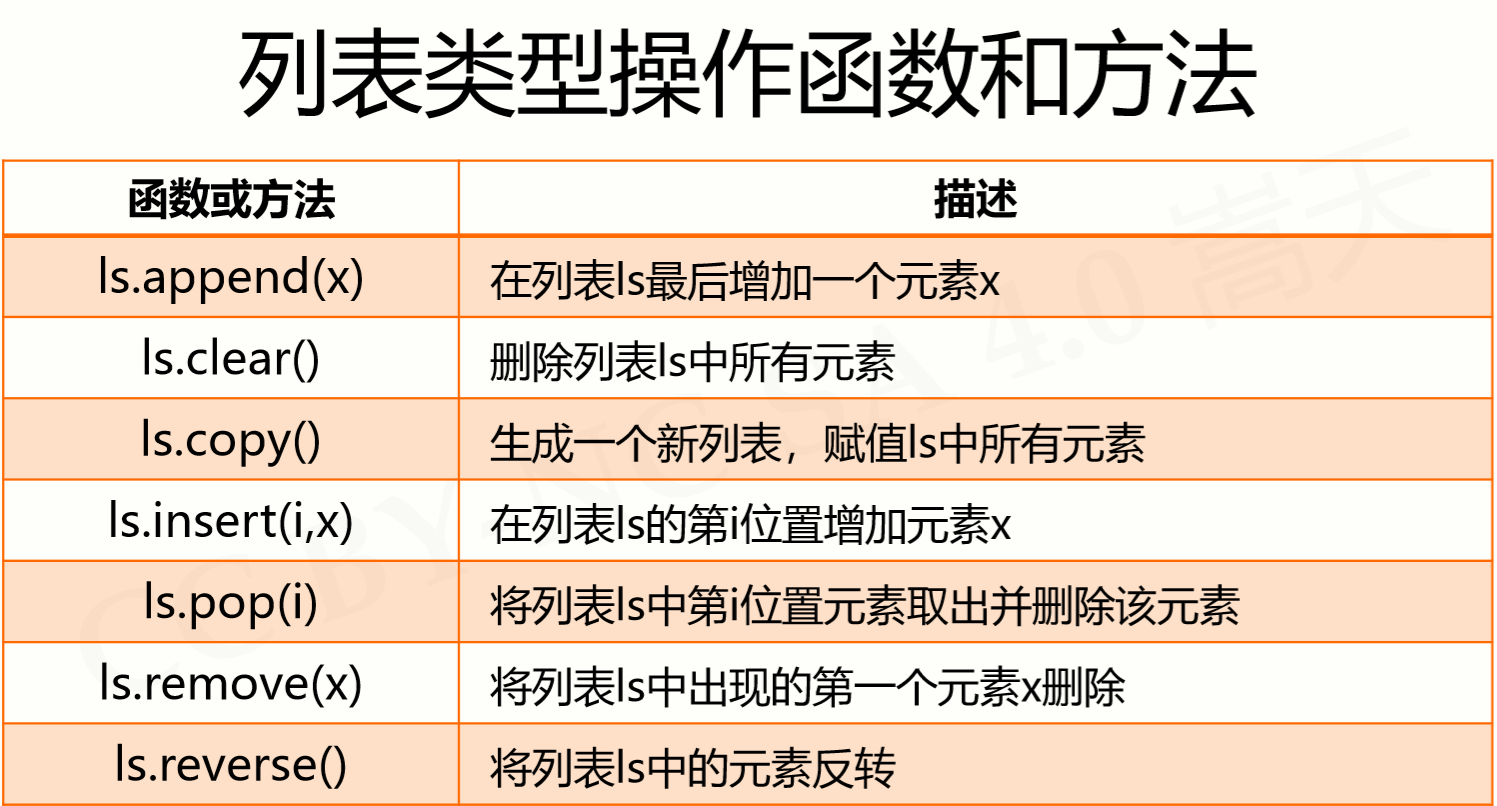 列表类型操作函数和方法
函数或方法 描述
ls.append(x) 在列表ls最后增加一个元素x
ls.clear() 删除列表ls中所有元素
ls.copy() 生成一个新列表，赋值ls中所有元素
ls.insert(i,x) 在列表ls的第i位置增加元素x
ls.pop(i) 将列表ls中第i位置元素取出并删除该元素
ls.remove(x) 将列表ls中出现的第一个元素x删除
ls.reverse() 将列表ls中的元素反转
CC BY-NC-SA 4.0 嵩天